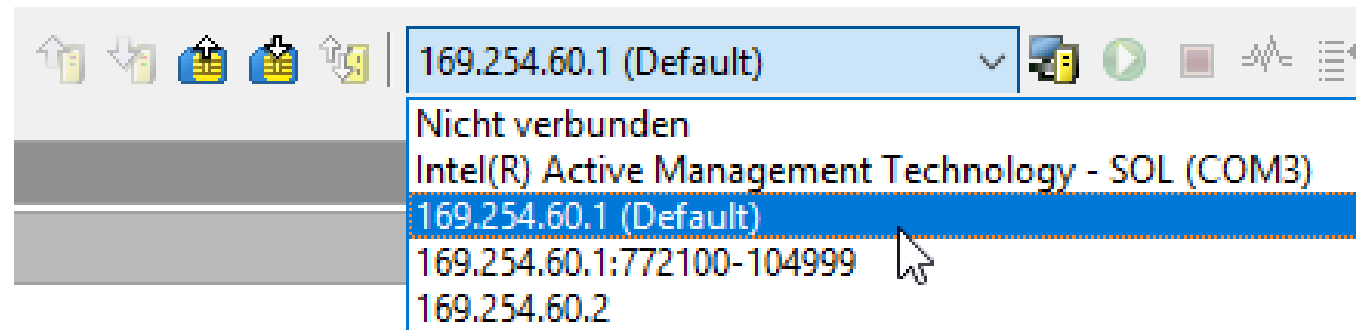 169.254.60.1 (Default)
Nicht verbunden
Intel(R) Active Management Technology - SOL (COM3)
169.254.60.1 (Default)
169.254.60.1:772100-104999
169.254.60.2